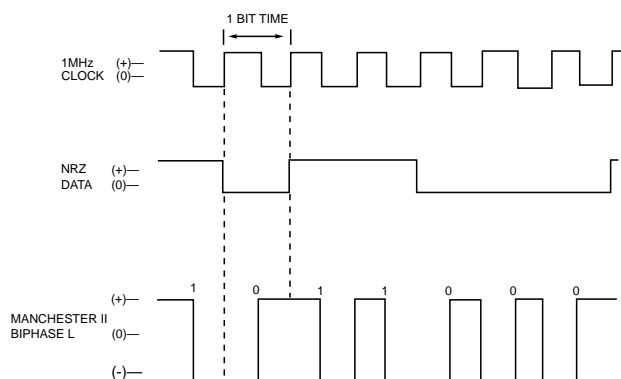 1 BIT TIME
1MHz (+)—
CLOCK (0)—
NRZ (+)—
DATA (0)—
1 0 1 1 0 0 0
(+)—
MANCHESTER II
(0)—
BIPHASE L
(-)—